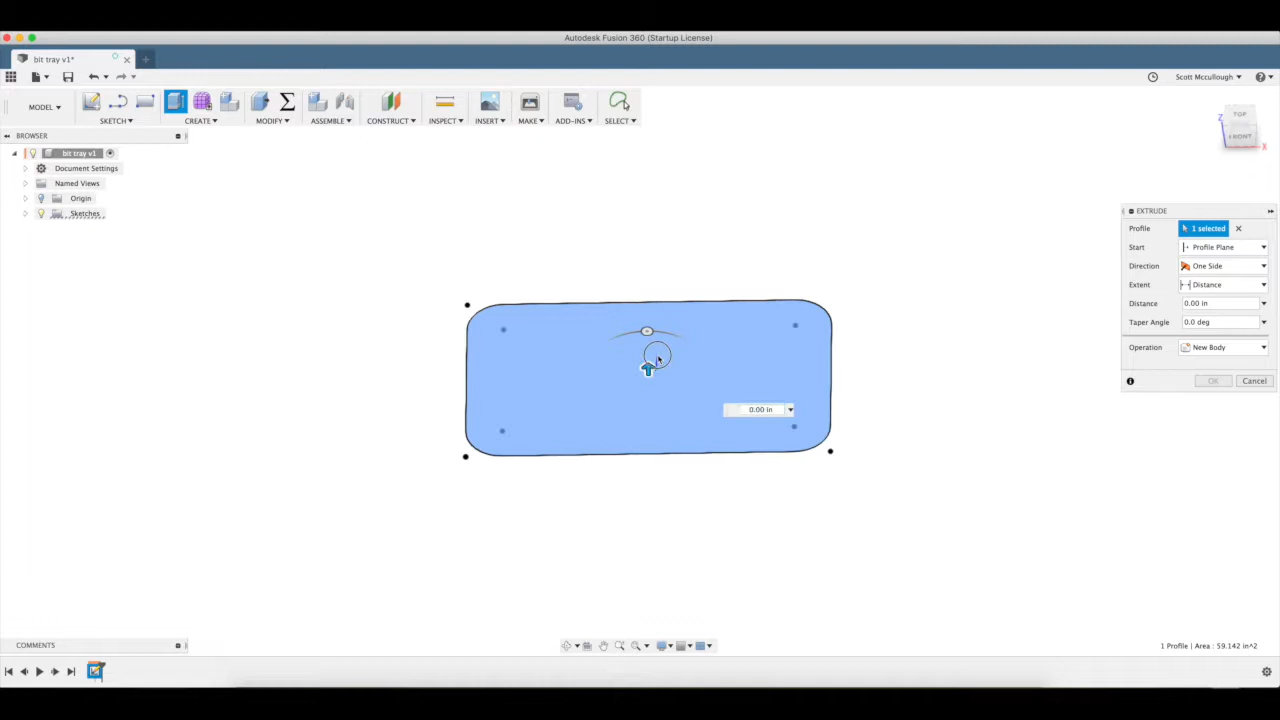 Autodesk Fusion 360 (Startup License)
bit tray v1*
Scott Mccullough
MODEL
SKETCH
CREATE
MODIFY
ASSEMBLE
CONSTRUCT
INSPECT
INSERT
MAKE
ADD-INS
SELECT
BROWSER
bit tray v1
Document Settings
Named Views
Origin
Sketches
TOP
FRONT
Z
X
EXTRUDE
Profile 1 selected
Start Profile Plane
Direction One Side
Extent Distance
Distance 0.00 in
Taper Angle 0.0 deg
Operation New Body
OK Cancel
0.00 in
COMMENTS
1 Profile | Area : 59.142 in^2